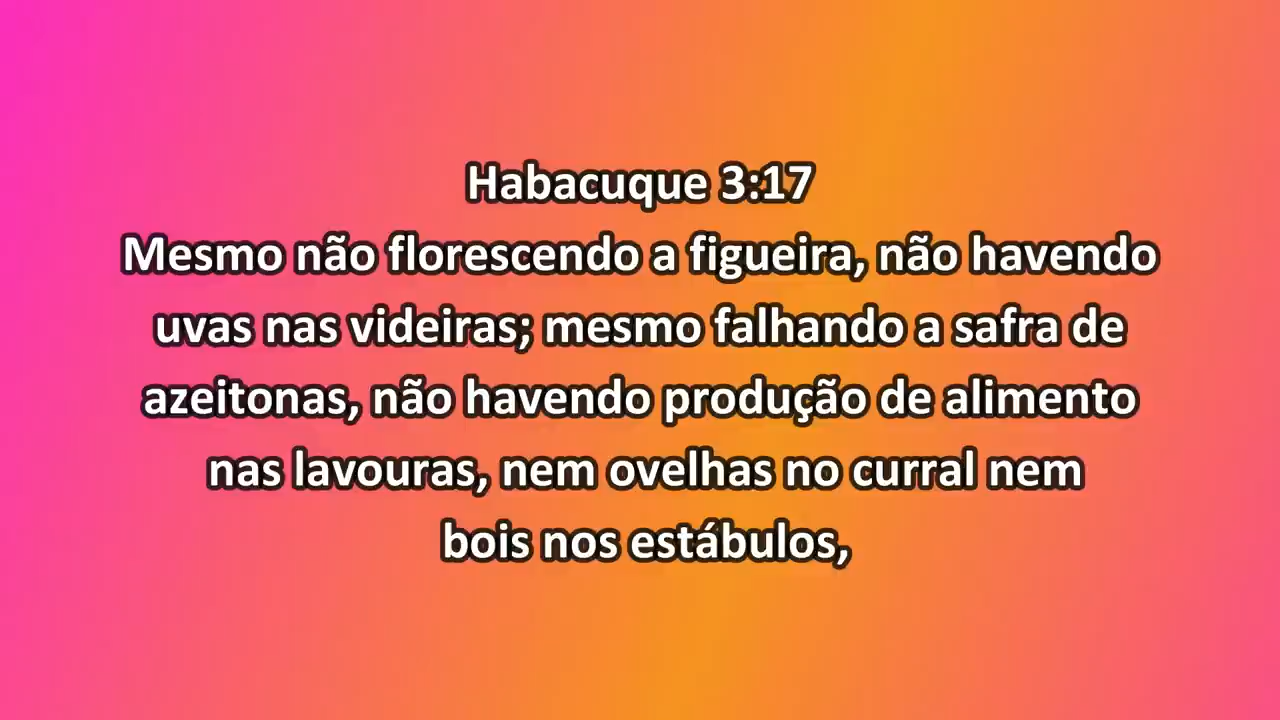 Habacuque 3:17
Mesmo não florescendo a figueira, não havendo
uvas nas videiras; mesmo falhando a safra de
azeitonas, não havendo produção de alimento
nas lavouras, nem ovelhas no curral nem
bois nos estábulos,